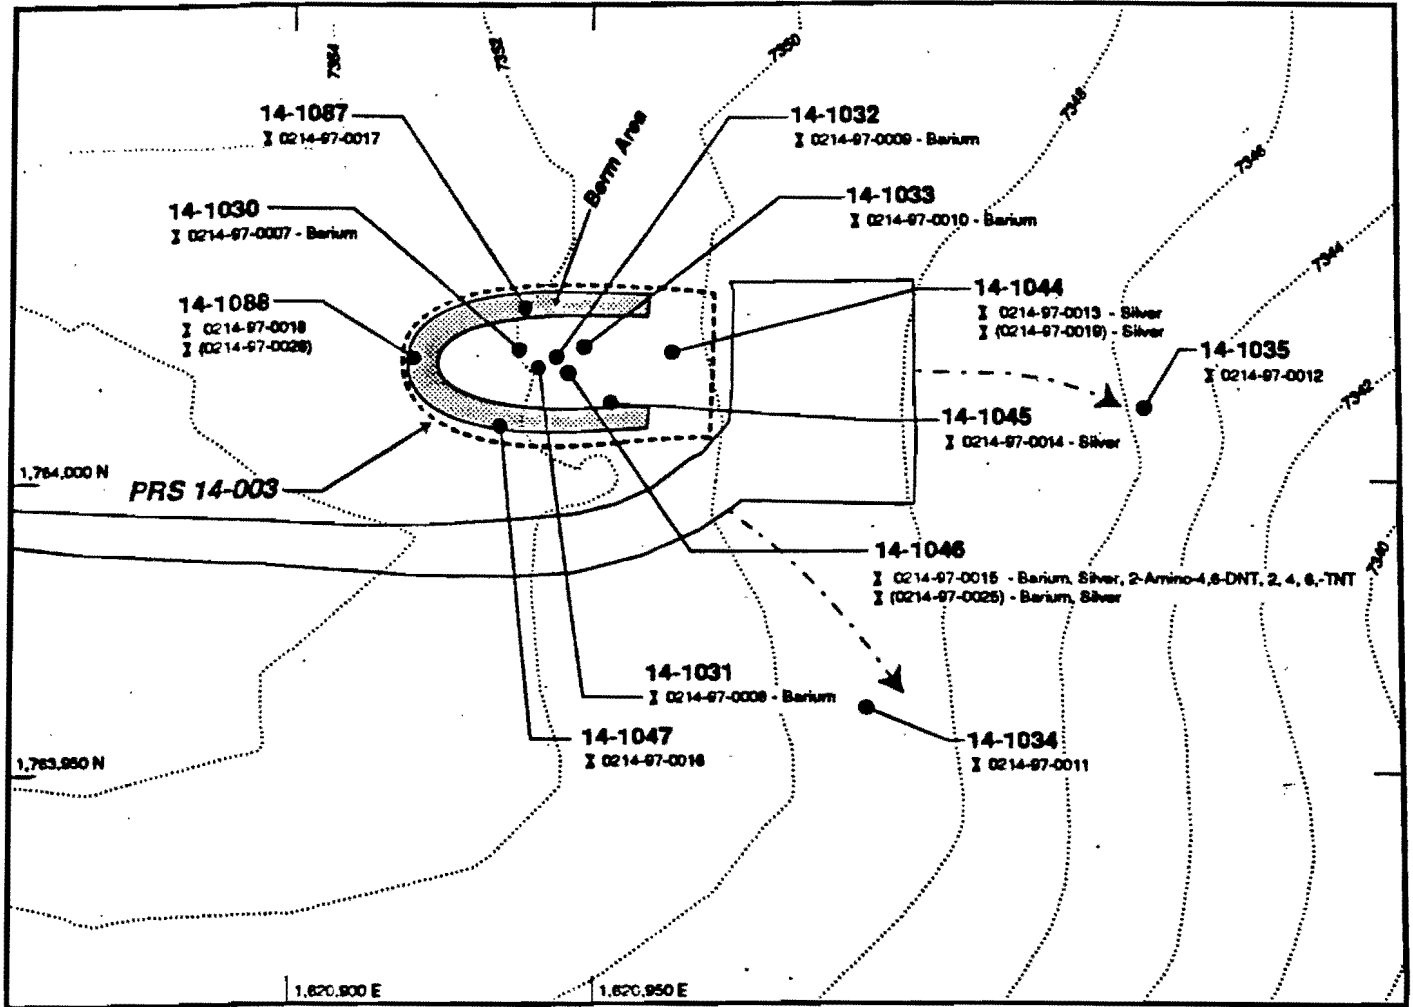 7354
7352
7350
7348
7346
7344
7342
7340
14-1087
0214-97-0017
Berm Area
14-1032
0214-97-0009 - Barium
14-1030
0214-97-0007 - Barium
14-1033
0214-97-0010 - Barium
14-1088
0214-97-0018
(0214-97-0026)
14-1044
0214-97-0013 - Silver
(0214-97-0019) - Silver
14-1035
0214-97-0012
14-1045
0214-97-0014 - Silver
1,764,000 N
PRS 14-003
14-1046
0214-97-0015 - Barium, Silver, 2-Amino-4,6-DNT, 2, 4, 6,-TNT
(0214-97-0025) - Barium, Silver
14-1031
0214-97-0008 - Barium
14-1047
0214-97-0016
14-1034
0214-97-0011
1,763,950 N
1,620,900 E
1,620,950 E